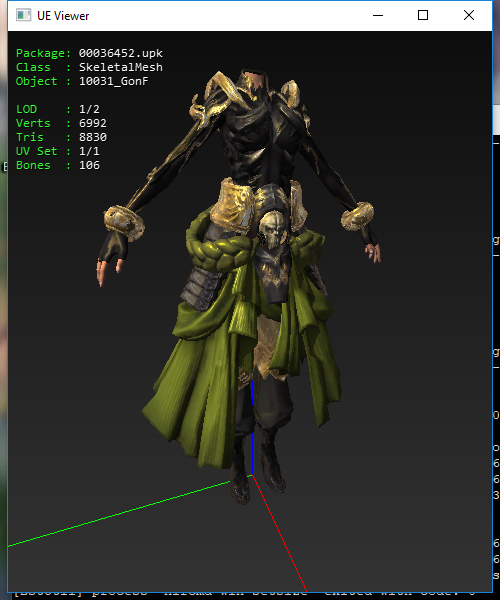 UE Viewer
Package: 00036452.upk
Class  : SkeletalMesh
Object : 10031_GonF
LOD    : 1/2
Verts  : 6992
Tris   : 8830
UV Set : 1/1
Bones  : 106